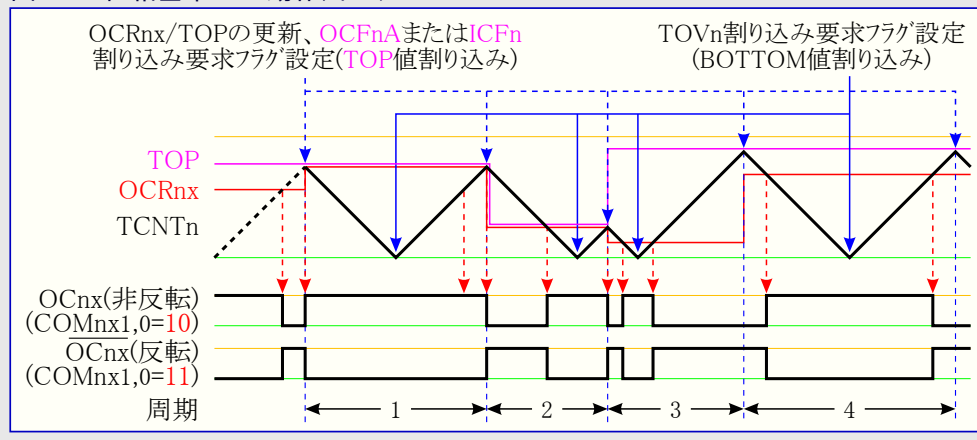 OCRnx/TOPの更新、OCFnAまたはICFn
割り込み要求フラグ設定(TOP値割り込み)
TOVn割り込み要求フラグ設定
(BOTTOM値割り込み)
TOP
OCRnx
TCNTn
OCnx(非反転)
(COMnx1,0=10)
OCnx(反転)
(COMnx1,0=11)
周期
1
2
3
4